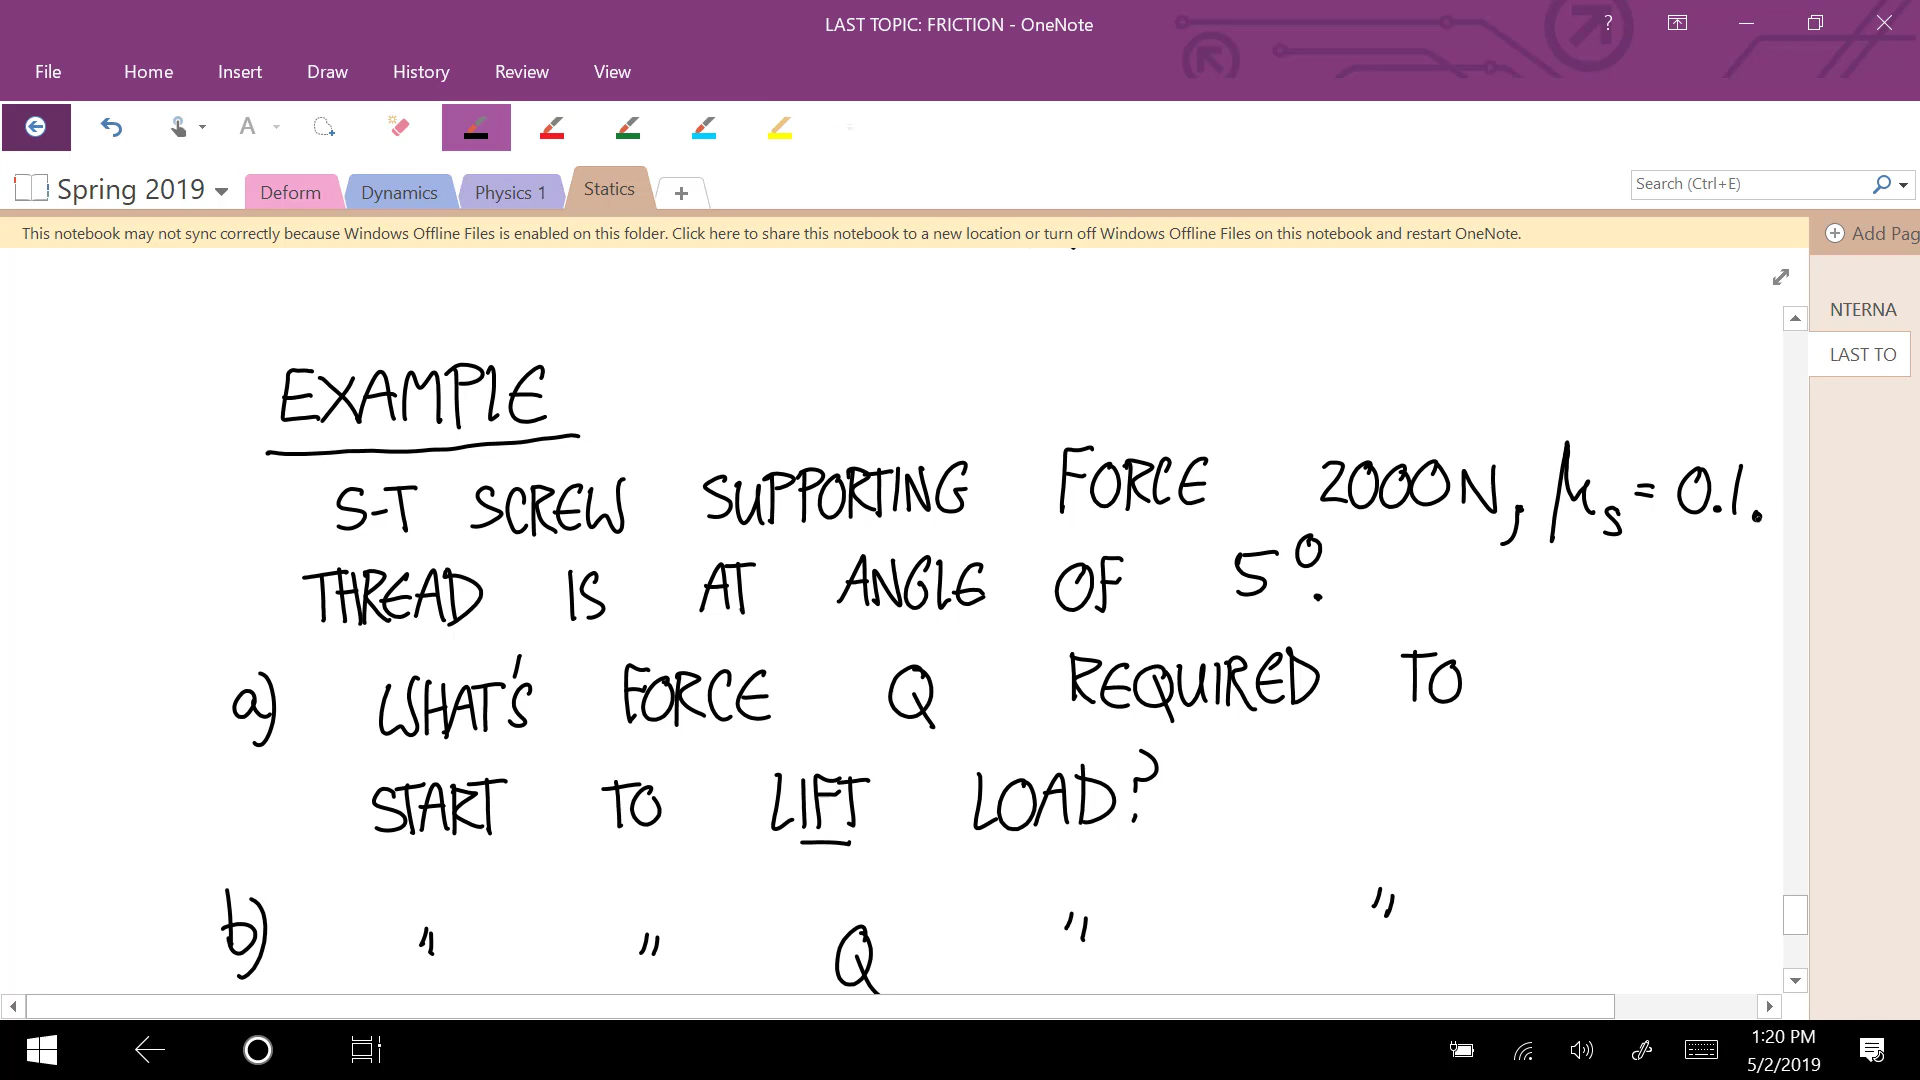 LAST TOPIC: FRICTION - OneNote
?
File Home Insert Draw History Review View
A
Spring 2019 Deform Dynamics Physics 1 Statics +
Search (Ctrl+E)
This notebook may not sync correctly because Windows Offline Files is enabled on this folder. Click here to share this notebook to a new location or turn off Windows Offline Files on this notebook and restart OneNote.
Add Pag
NTERNA
LAST TO
EXAMPLE
S-T SCREW SUPPORTING FORCE 2000N, μs = 0.1.
THREAD IS AT ANGLE OF 5°.
a) WHAT'S FORCE Q REQUIRED TO
START TO LIFT LOAD?
b) " " Q " "
1:20 PM
5/2/2019